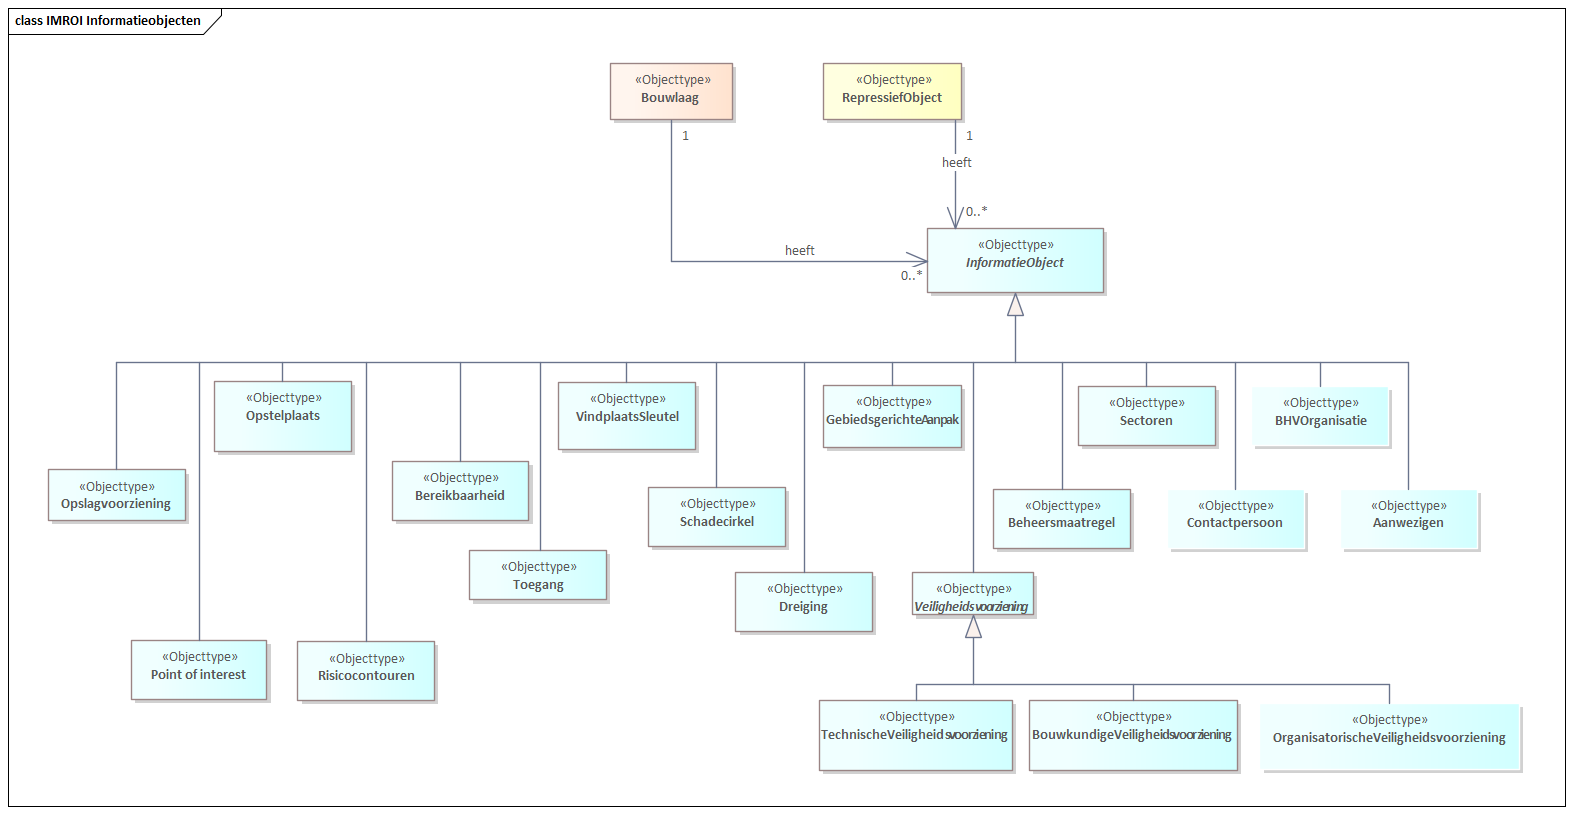 class IMROI Informatieobjecten
«Objecttype»
Bouwlaag
«Objecttype»
RepressiefObject
1
1
heeft
0..*
«Objecttype»
InformatieObject
heeft
0..*
«Objecttype»
Opstelplaats
«Objecttype»
VindplaatsSleutel
«Objecttype»
GebiedsgerichteAanpak
«Objecttype»
Sectoren
«Objecttype»
BHVOrganisatie
«Objecttype»
Opslagvoorziening
«Objecttype»
Bereikbaarheid
«Objecttype»
Schadecirkel
«Objecttype»
Beheersmaatregel
«Objecttype»
Contactpersoon
«Objecttype»
Aanwezigen
«Objecttype»
Toegang
«Objecttype»
Dreiging
«Objecttype»
Veiligheidsvoorziening
«Objecttype»
Point of interest
«Objecttype»
Risicocontouren
«Objecttype»
TechnischeVeiligheidsvoorziening
«Objecttype»
BouwkundigeVeiligheidsvoorziening
«Objecttype»
OrganisatorischeVeiligheidsvoorziening